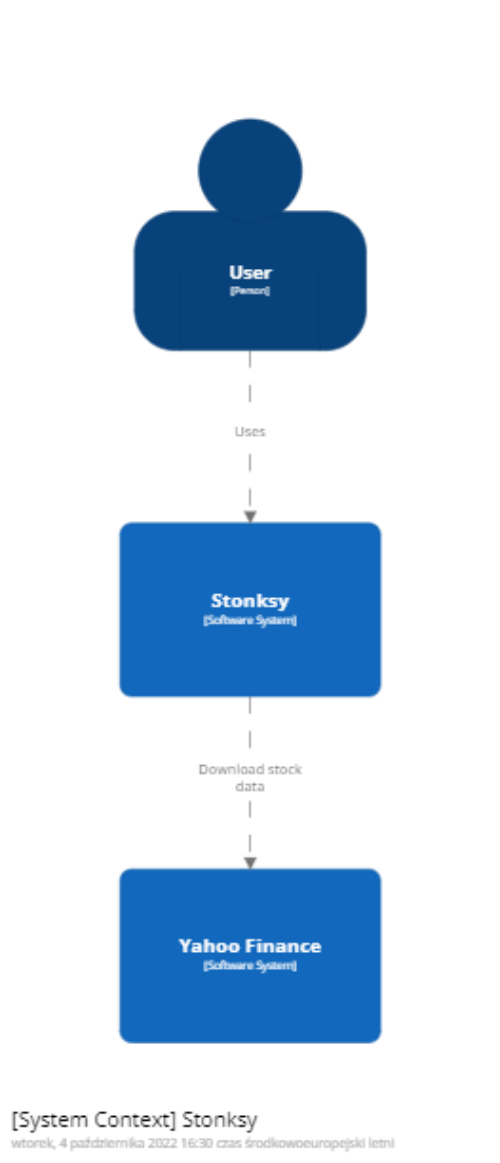 User
[Person]
Uses
Stonksy
[Software System]
Download stock
data
Yahoo Finance
[Software System]
[System Context] Stonksy
wtorek, 4 października 2022 16:30 czas środkowoeuropejski letni